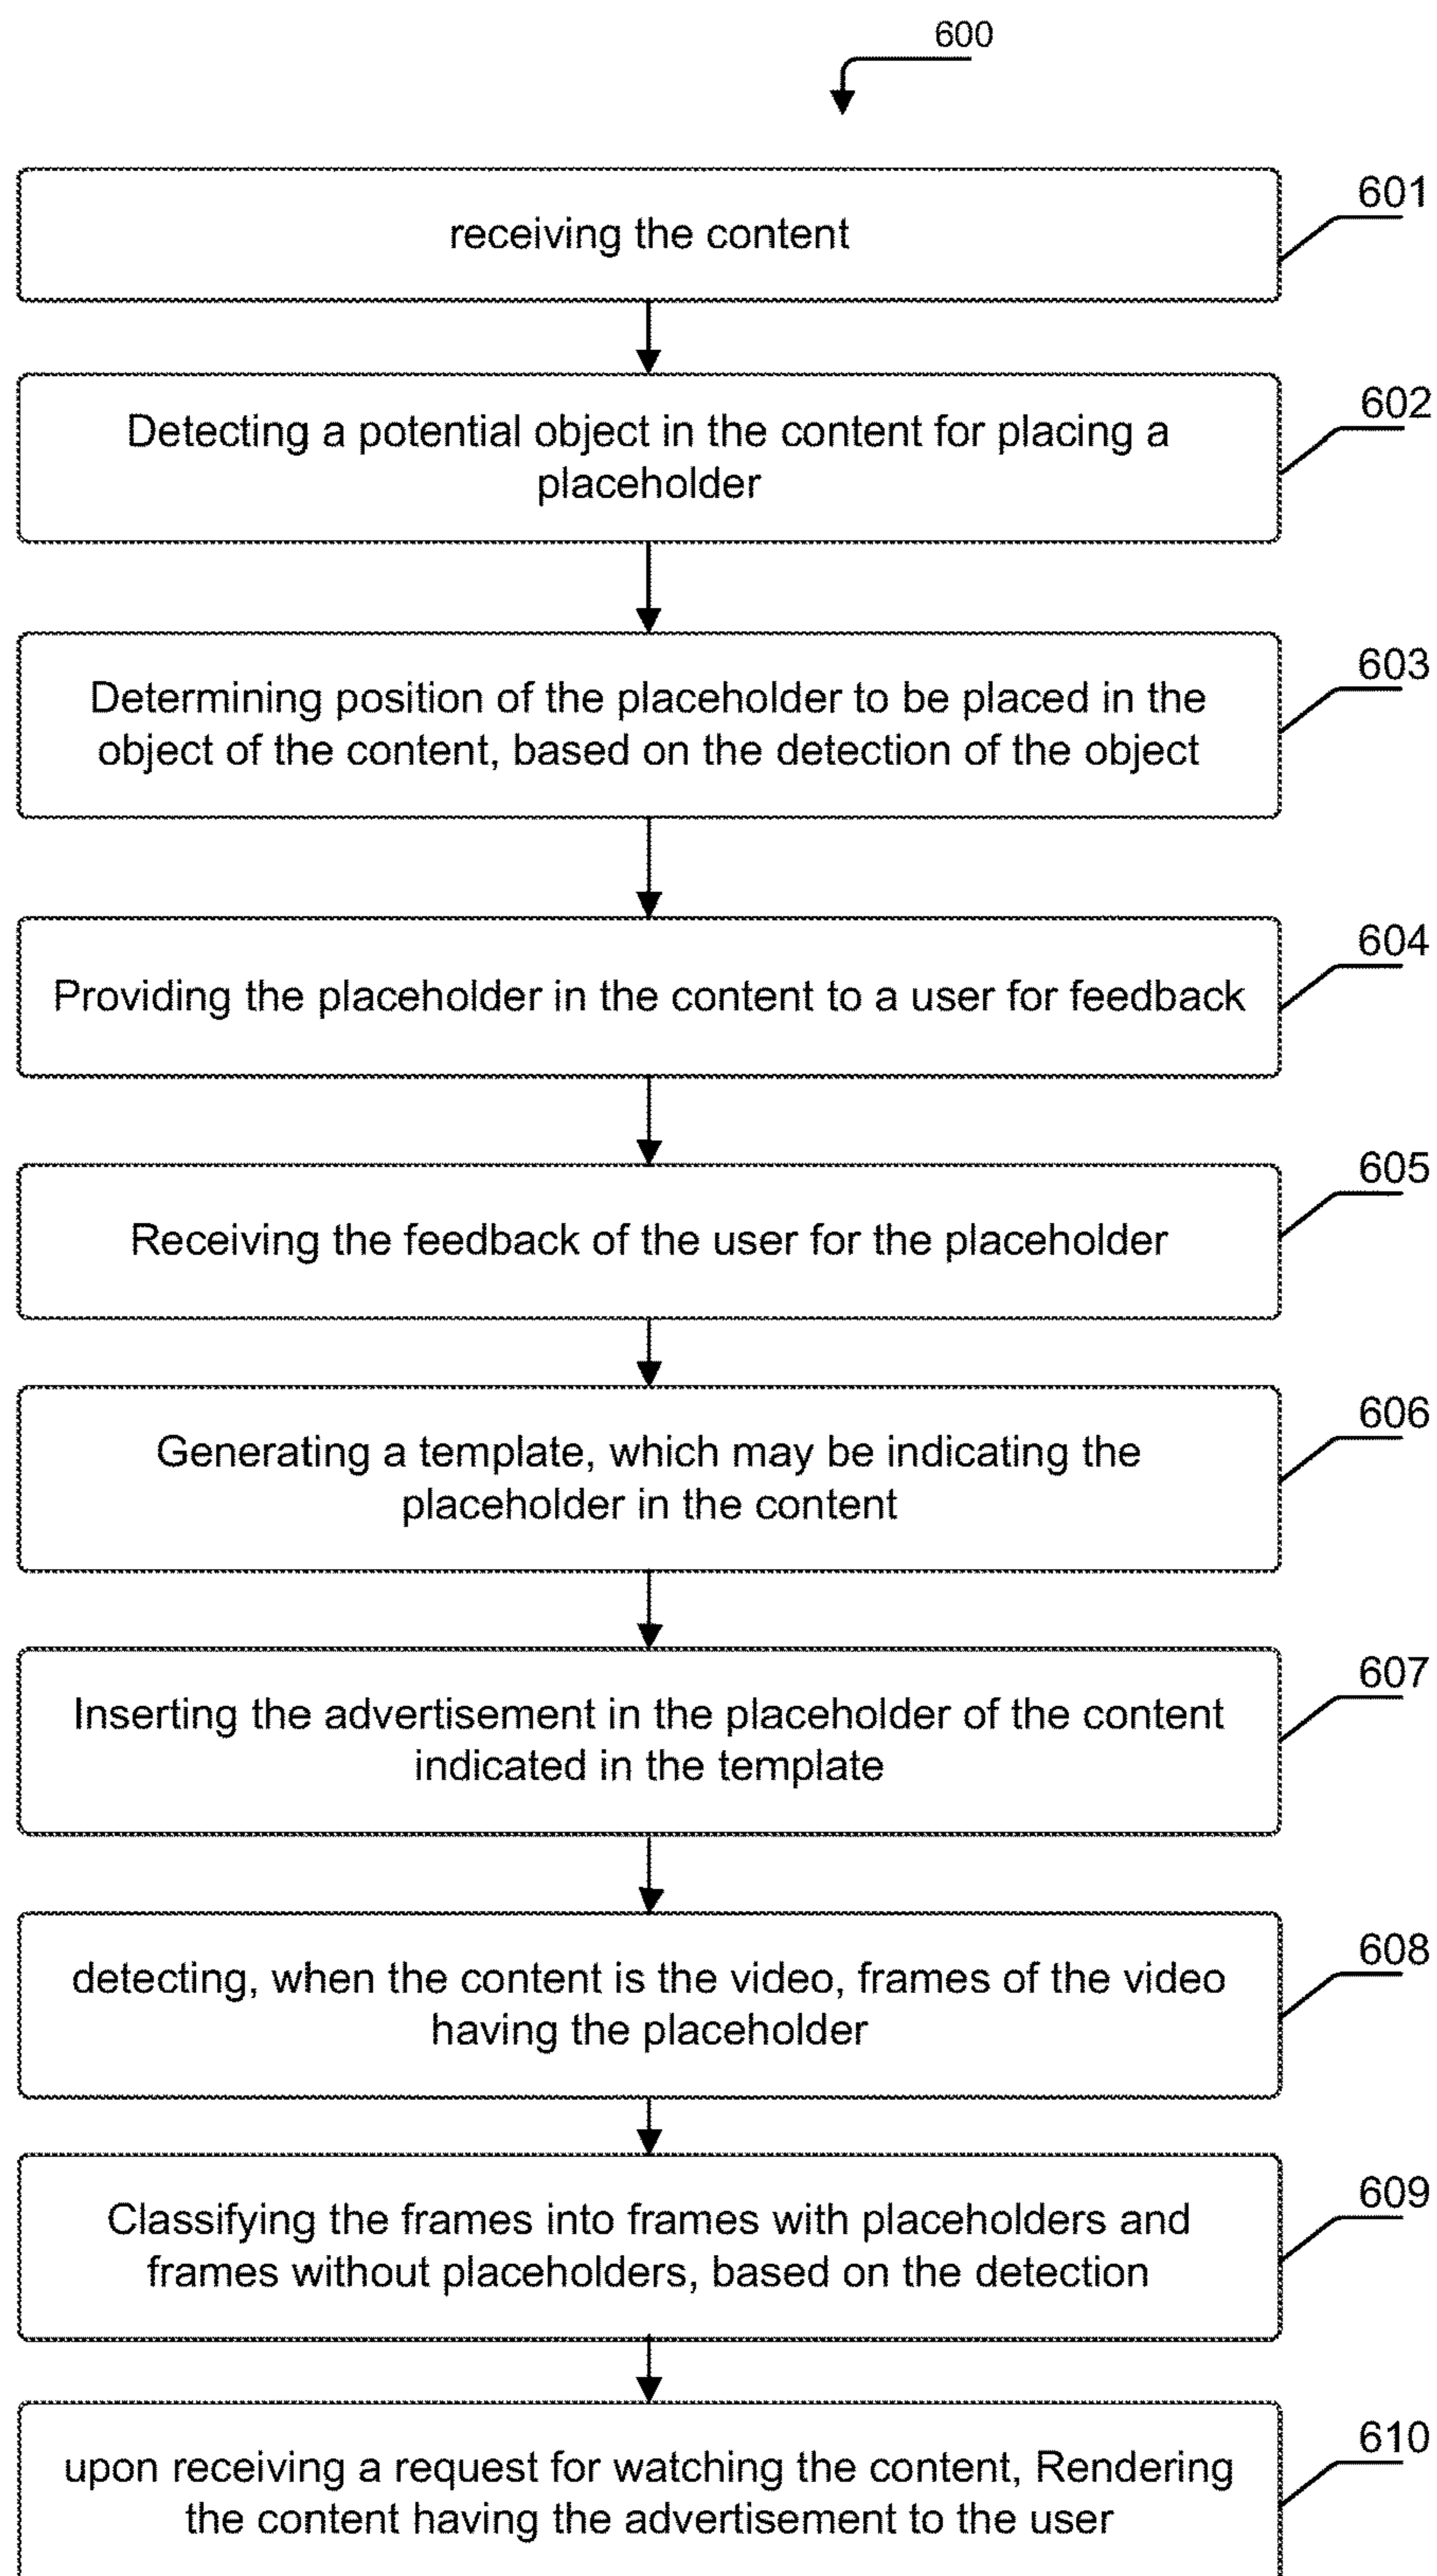 600
receiving the content
601
Detecting a potential object in the content for placing a
placeholder
602
Determining position of the placeholder to be placed in the
object of the content, based on the detection of the object
603
Providing the placeholder in the content to a user for feedback
604
Receiving the feedback of the user for the placeholder
605
Generating a template, which may be indicating the
placeholder in the content
606
Inserting the advertisement in the placeholder of the content
indicated in the template
607
detecting, when the content is the video, frames of the video
having the placeholder
608
Classifying the frames into frames with placeholders and
frames without placeholders, based on the detection
609
upon receiving a request for watching the content, Rendering
the content having the advertisement to the user
610